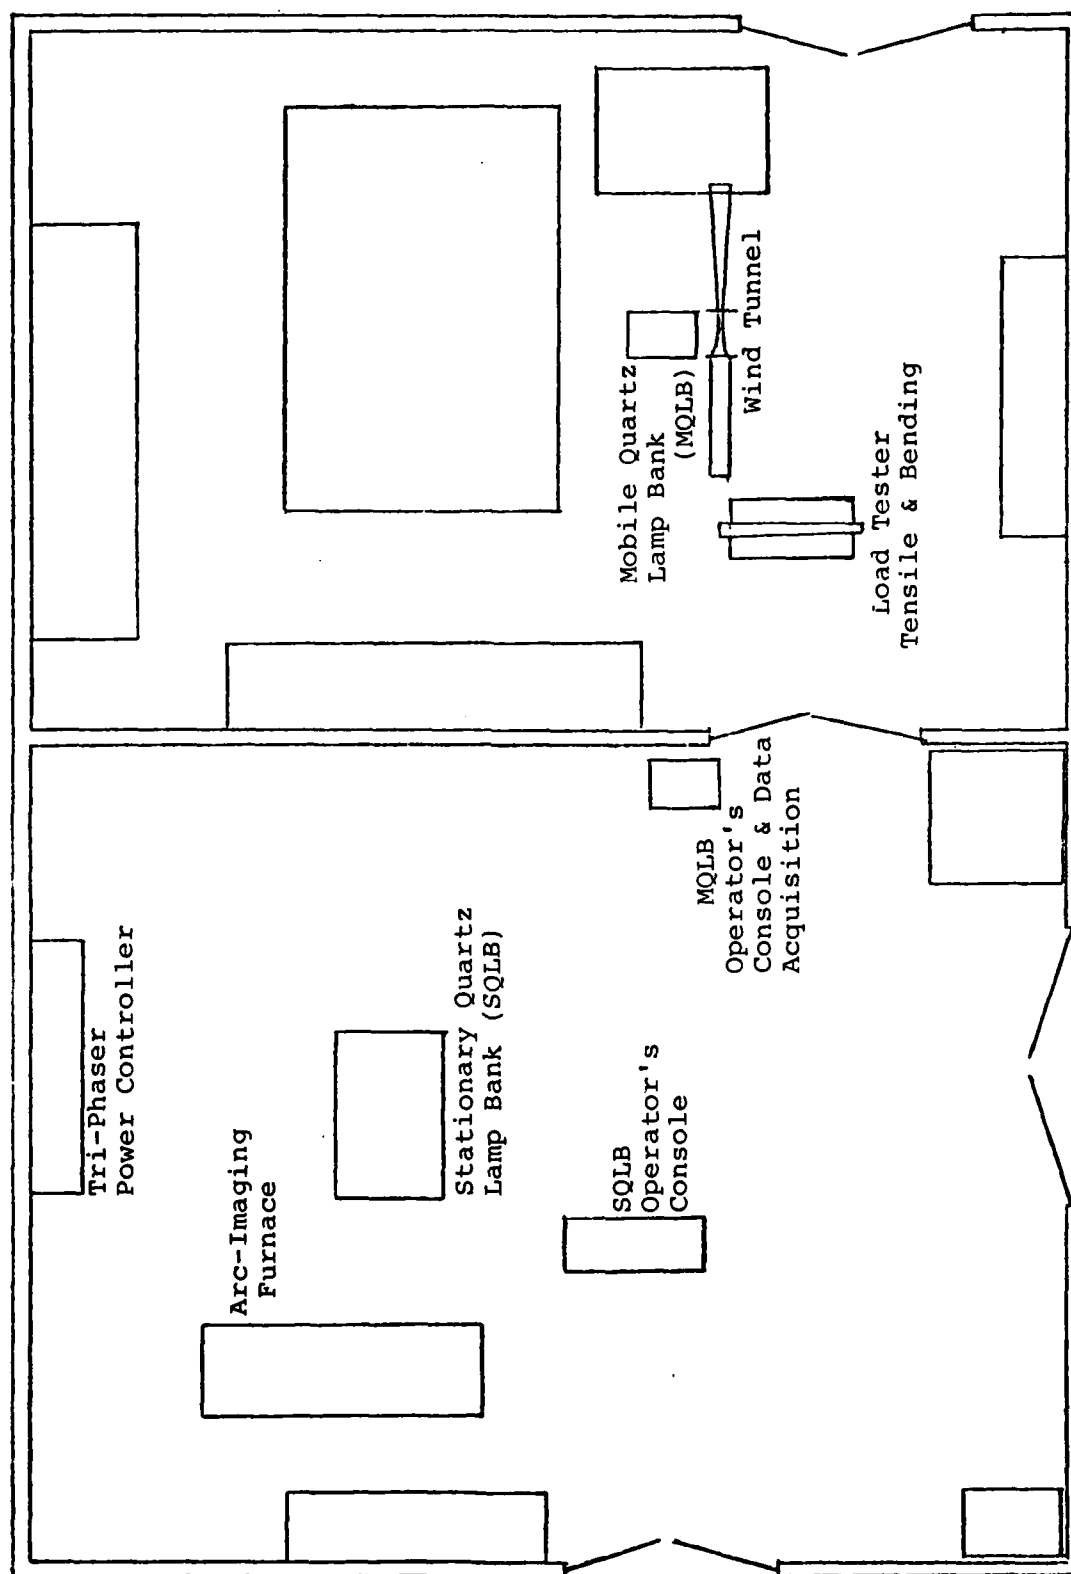 Tri-Phaser
Power Controller
Arc-Imaging
Furnace
Stationary Quartz
Lamp Bank (SQLB)
SQLB
Operator's
Console
MQLB
Operator's
Console & Data
Acquisition
Mobile Quartz
Lamp Bank
(MQLB)
Wind Tunnel
Load Tester
Tensile & Bending